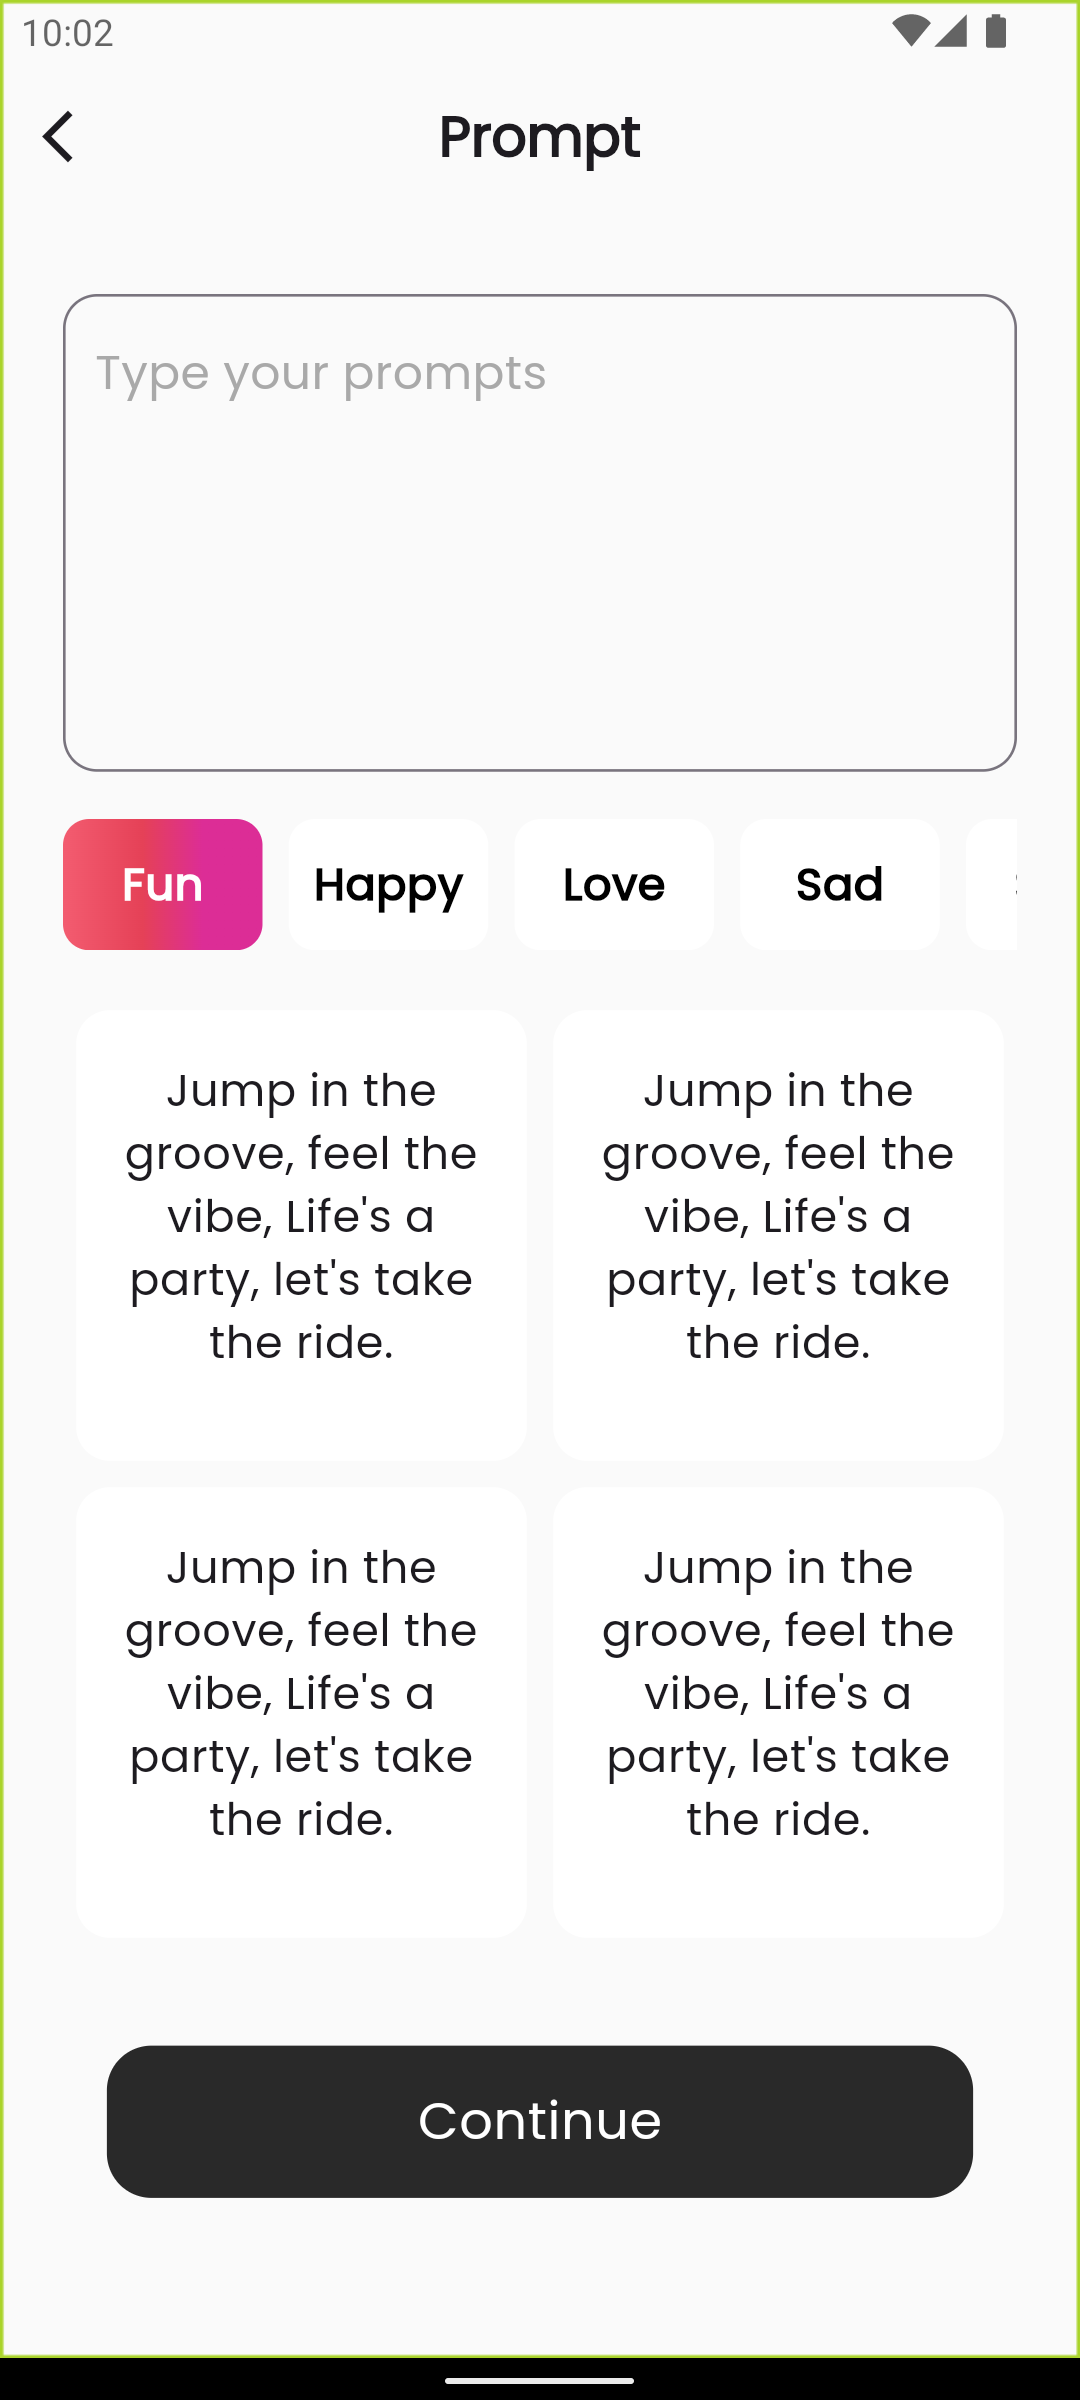 10:02
Prompt
Type your prompts
Fun
Happy
Love
Sad
Jump in the
groove, feel the
vibe, Life's a
party, let's take
the ride.
Jump in the
groove, feel the
vibe, Life's a
party, let's take
the ride.
Jump in the
groove, feel the
vibe, Life's a
party, let's take
the ride.
Jump in the
groove, feel the
vibe, Life's a
party, let's take
the ride.
Continue